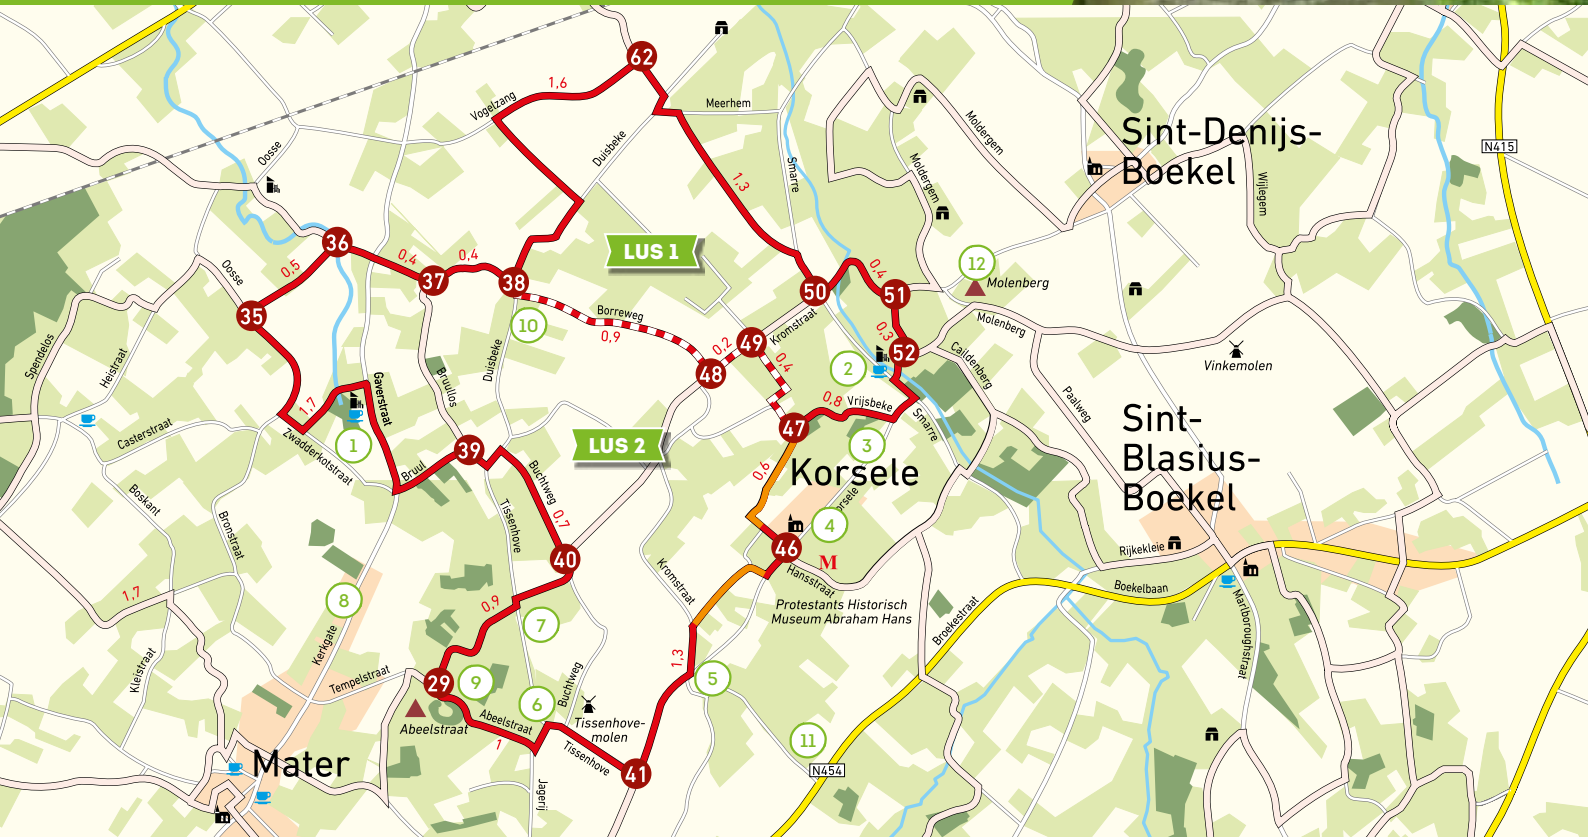 62
1,6
Vogelzang
Meerhem
Moldergem
Sint-Denijs-
Boekel
N415
Oosse
Duisbeke
Smarre
Moldergem
Wijlegem
1,3
36
0,4
0,4
LUS 1
0,5
37
38
12
Molenberg
Oosse
35
50
0,4
51
Borreweg
0,9
10
Kromstraat
0,3
Molenberg
Spendelos
Heistraat
Duisbeke
0,2
49
48
0,4
2
52
Caildenberg
Vinkemolen
Bruullos
Gaverstraat
1,7
0,8
Vrijsbeke
Paalweg
Sint-
Blasius-
Boekel
Casterstraat
Zwadderkotstraat
1
47
Smarre
LUS 2
3
39
Bruul
Buchtweg
0,6
Korsele
Boskant
Bronstraat
Tissenhove
0,7
4
40
46
M
Rijkekleie
Hansstraat
Boekelbaan
Kromstraat
1,7
8
0,9
Protestants Historisch
Museum Abraham Hans
Broekestraat
Marlboroughstraat
7
Kerkgate
Kleistraat
Tempelstraat
29
9
1,3
5
6
Buchtweg
Abeelstraat
Abeelstraat
1
Tissenhove-
molen
Tissenhove
11
Mater
41
N454
Jagerij